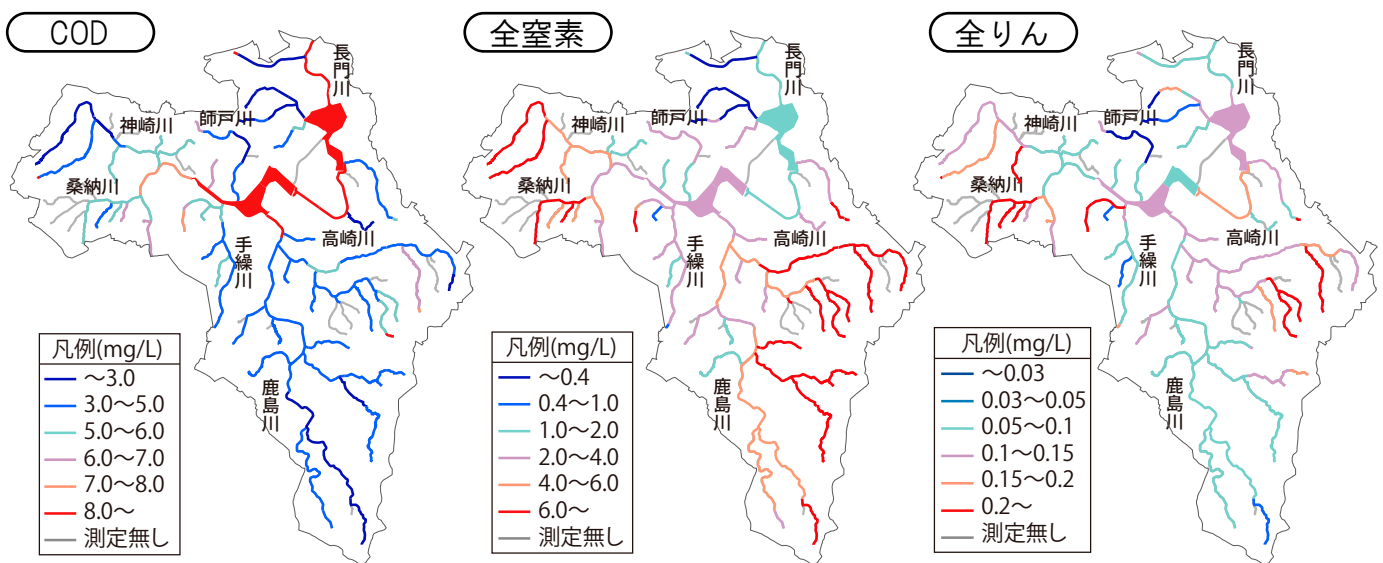 COD
長門川
師戸川
神崎川
桑納川
手繰川
高崎川
鹿島川
凡例(mg/L)
～3.0
3.0～5.0
5.0～6.0
6.0～7.0
7.0～8.0
8.0～
測定無し
全窒素
長門川
師戸川
神崎川
桑納川
手繰川
高崎川
鹿島川
凡例(mg/L)
～0.4
0.4～1.0
1.0～2.0
2.0～4.0
4.0～6.0
6.0～
測定無し
全りん
長門川
師戸川
神崎川
桑納川
手繰川
高崎川
鹿島川
凡例(mg/L)
～0.03
0.03～0.05
0.05～0.1
0.1～0.15
0.15～0.2
0.2～
測定無し